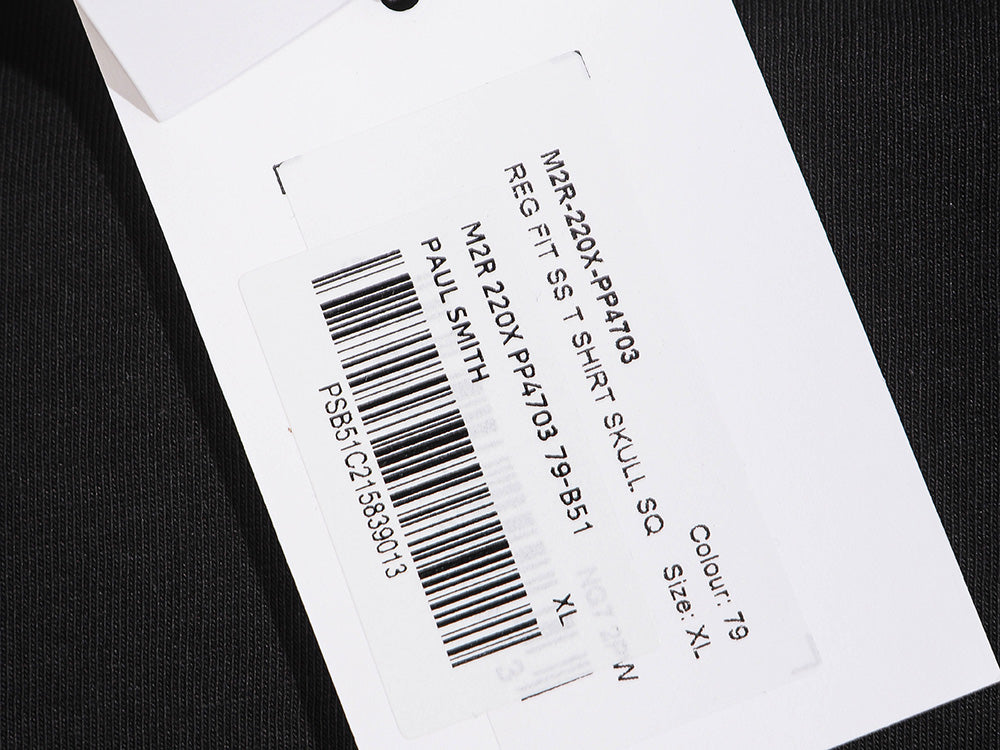 M2R-220X-PP4703
REG FIT SS T SHIRT SKULL SQ
Colour: 79
Size: XL
M2R 220X PP4703 79-B51
XL
PAUL SMITH
PSB51C215839013